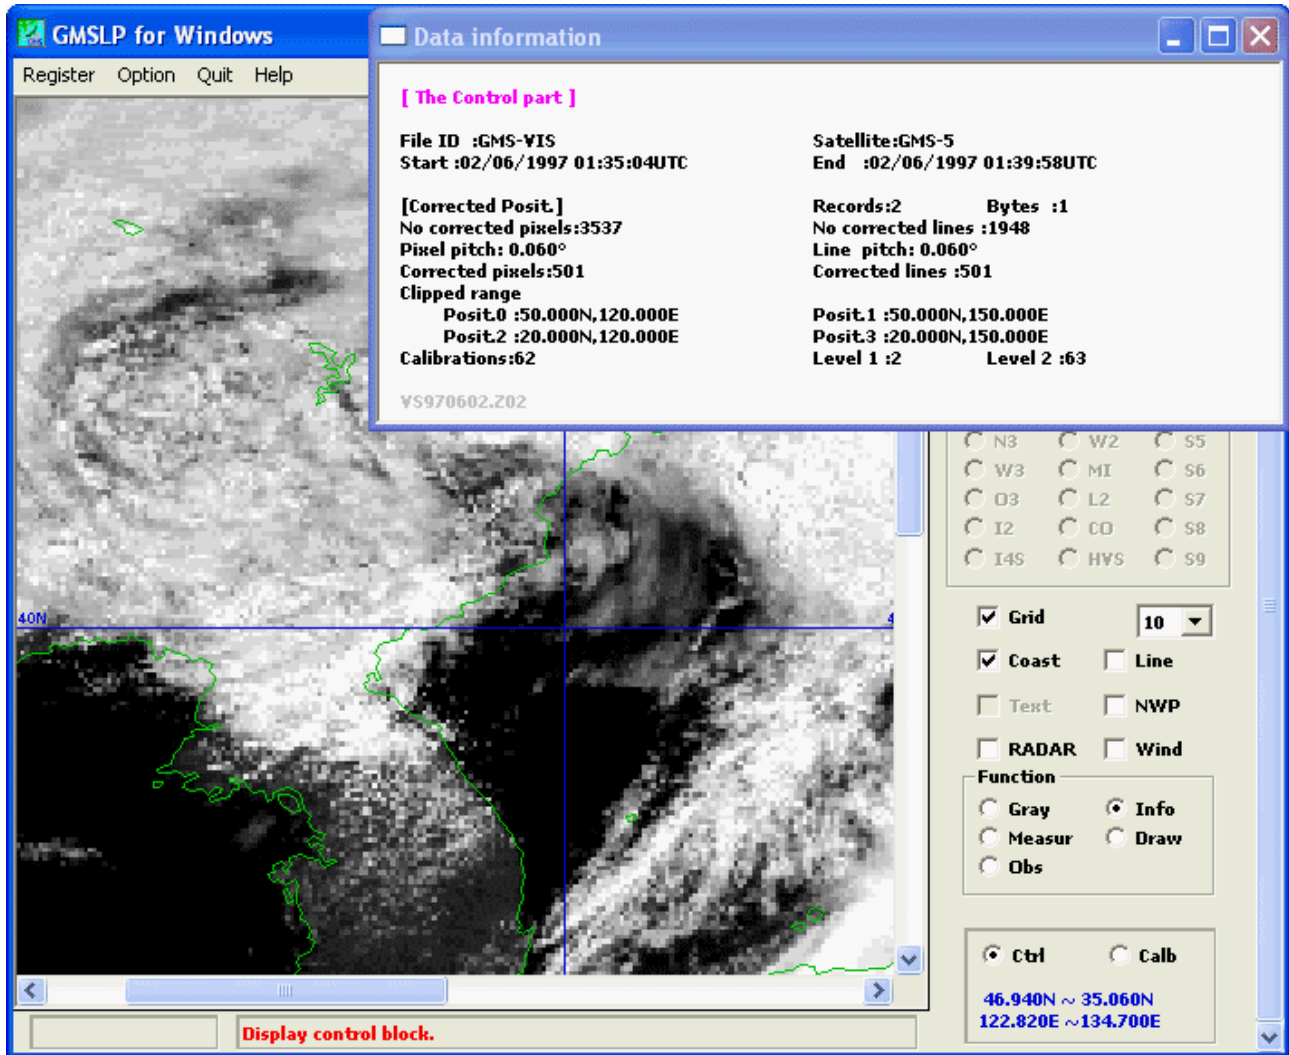 GMSLP for Windows
Data information
Register Option Quit Help
[ The Control part ]
File ID :GMS-VIS Satellite:GMS-5
Start :02/06/1997 01:35:04UTC End :02/06/1997 01:39:58UTC
[Corrected Posit.] Records:2 Bytes :1
No corrected pixels:3537 No corrected lines :1948
Pixel pitch: 0.060° Line pitch: 0.060°
Corrected pixels:501 Corrected lines :501
Clipped range
Posit.0 :50.000N,120.000E Posit.1 :50.000N,150.000E
Posit.2 :20.000N,120.000E Posit.3 :20.000N,150.000E
Calibrations:62 Level 1 :2 Level 2 :63
VS970602.Z02
N3 W2 S5
W3 MI S6
O3 L2 S7
I2 CO S8
I4S HVS S9
40N 4
Grid 10
Coast Line
Text NWP
RADAR Wind
Function
Gray Info
Measur Draw
Obs
Ctrl Calb
46.940N ~ 35.060N
122.820E ~134.700E
Display control block.